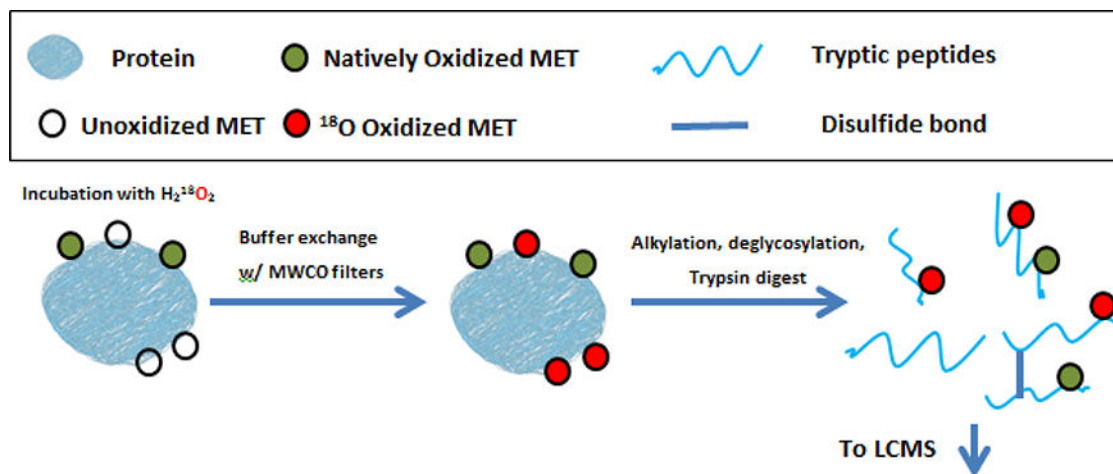 Protein
Natively Oxidized MET
Tryptic peptides
Unoxidized MET
¹⁸O Oxidized MET
Disulfide bond
Incubation with H₂¹⁸O₂
Buffer exchange
w/ MWCO filters
Alkylation, deglycosylation,
Trypsin digest
To LCMS